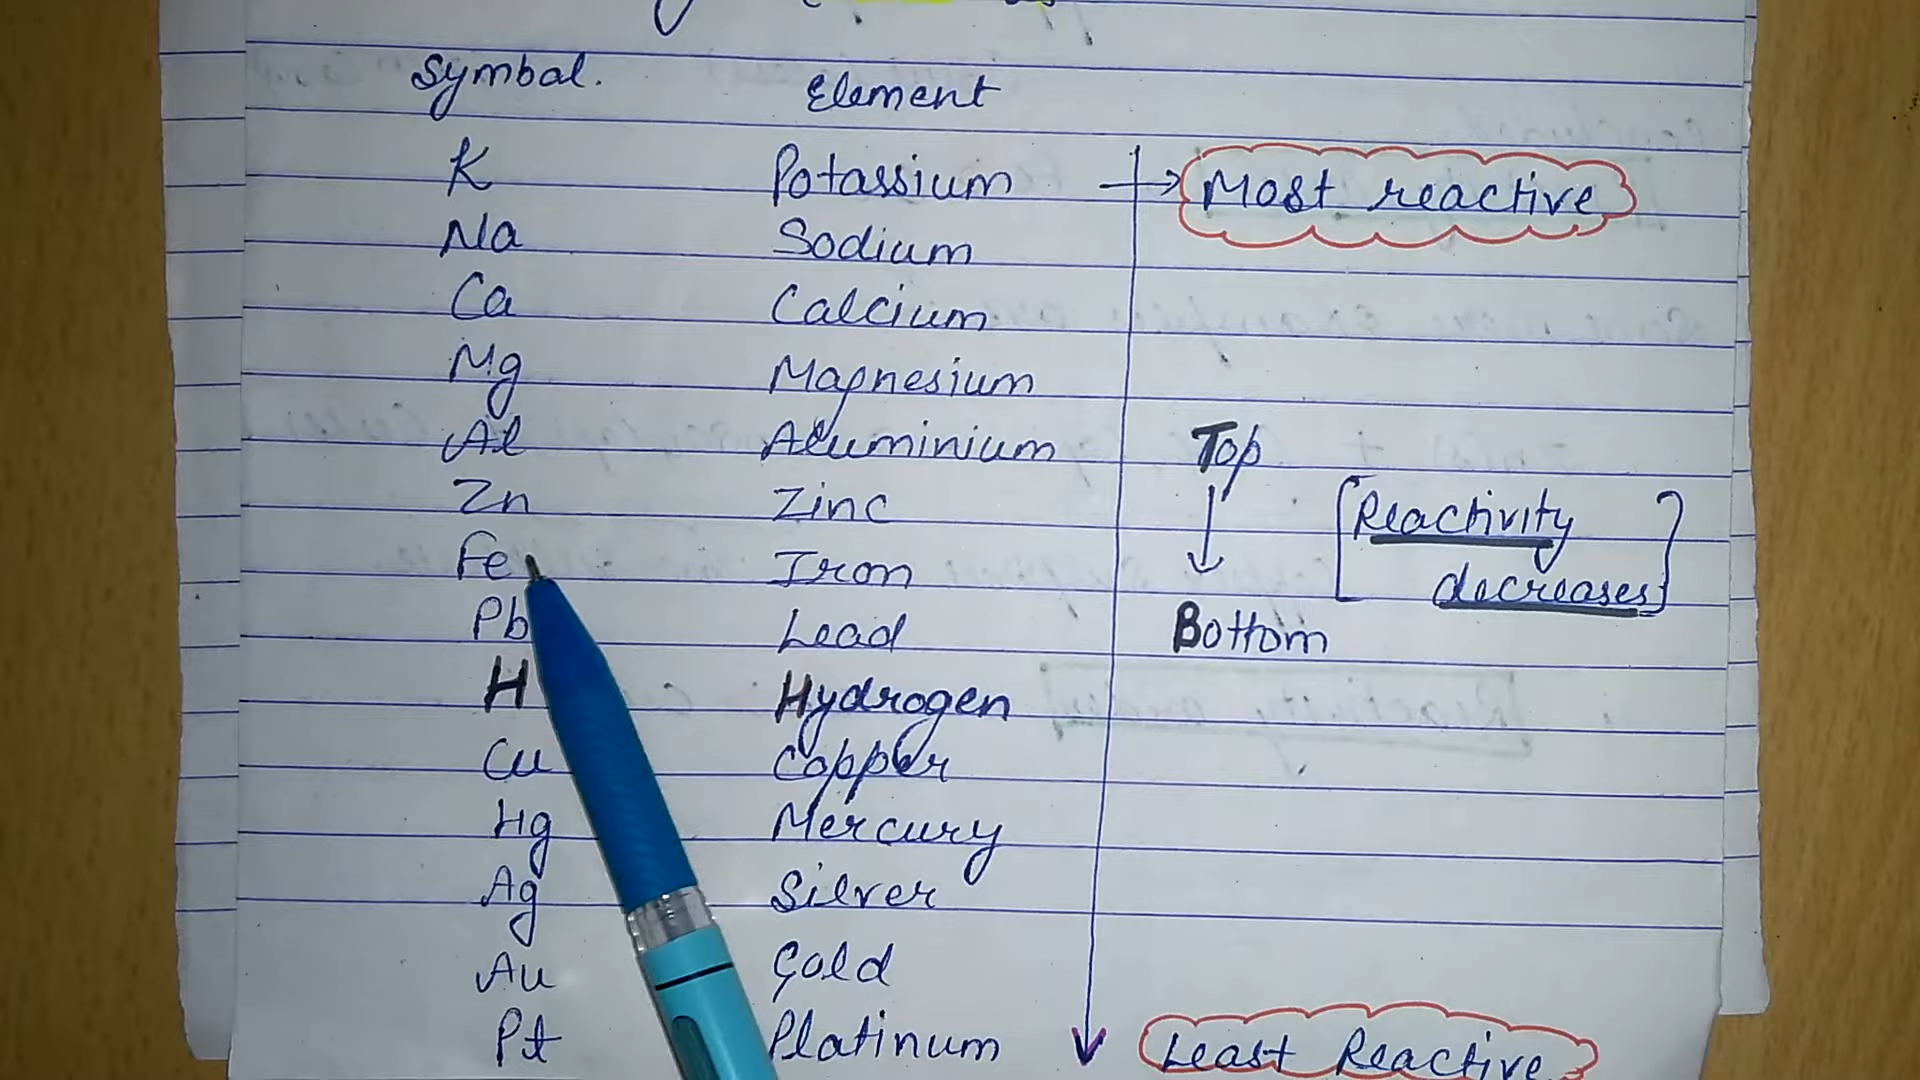 Symbal. Element
K Potassium → Most reactive
Na Sodium
Ca Calcium
Mg Magnesium
Al Aluminium Top
Zn Zinc [Reactivity
Fe Iron decreases]
Pb Lead Bottom
H Hydrogen
Cu Copper
Hg Mercury
Ag Silver
Au Gold
Pt Platinum Least Reactive